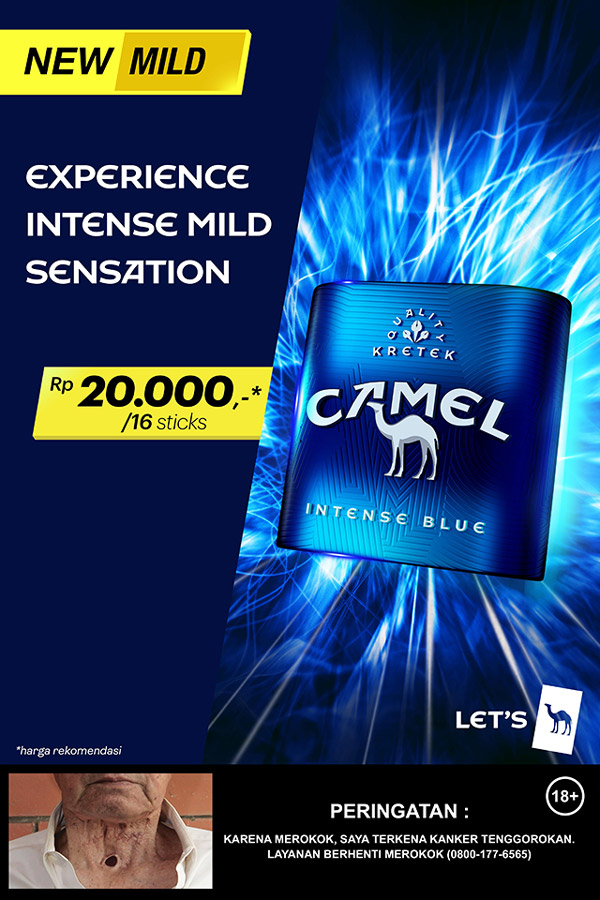 NEW MILD
EXPERIENCE
INTENSE MILD
SENSATION
Rp 20.000,-*
/16 sticks
QUALITY
KRETEK
CAMEL
INTENSE BLUE
LET'S
*harga rekomendasi
18+
PERINGATAN :
KARENA MEROKOK, SAYA TERKENA KANKER TENGGOROKAN.
LAYANAN BERHENTI MEROKOK (0800-177-6565)